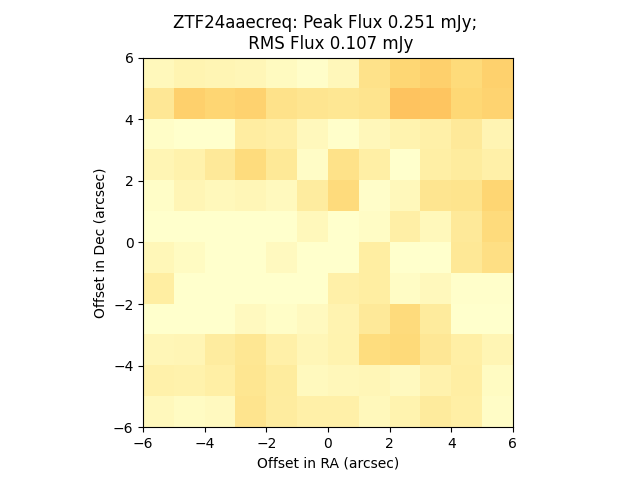 ZTF24aaecreq: Peak Flux 0.251 mJy;
RMS Flux 0.107 mJy
6
4
2
0
−2
−4
−6
Offset in Dec (arcsec)
−6 −4 −2 0 2 4 6
Offset in RA (arcsec)